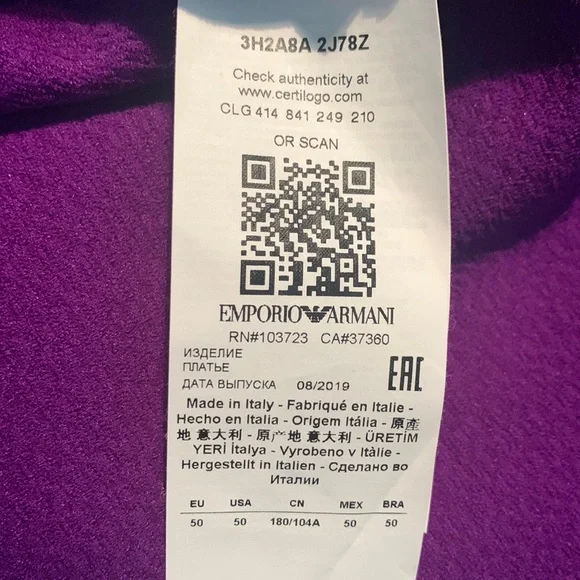 3H2A8A 2J78Z
Check authenticity at
www.certilogo.com
CLG 414 841 249 210
OR SCAN
EMPORIO ARMANI
RN#103723 CA#37360
ИЗДЕЛИЕ
ПЛАТЬЕ
ДАТА ВЫПУСКА 08/2019
EAC
Made in Italy - Fabriqué en Italie -
Hecho en Italia - Origem Itália - 原產
地 意大利 - 原产地 意大利 - ÜRETİM
YERİ İtalya - Vyrobeno v Itàlie -
Hergestellt in Italien - Сделано во
Италии
EU USA CN MEX BRA
50 50 180/104A 50 50